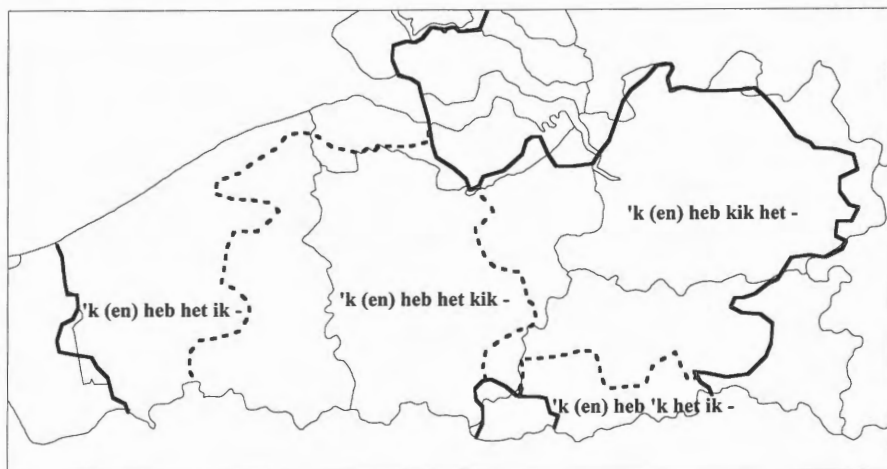 'k (en) heb kik het -
'k (en) heb het ik -
'k (en) heb het kik -
'k (en) heb 'k het ik -